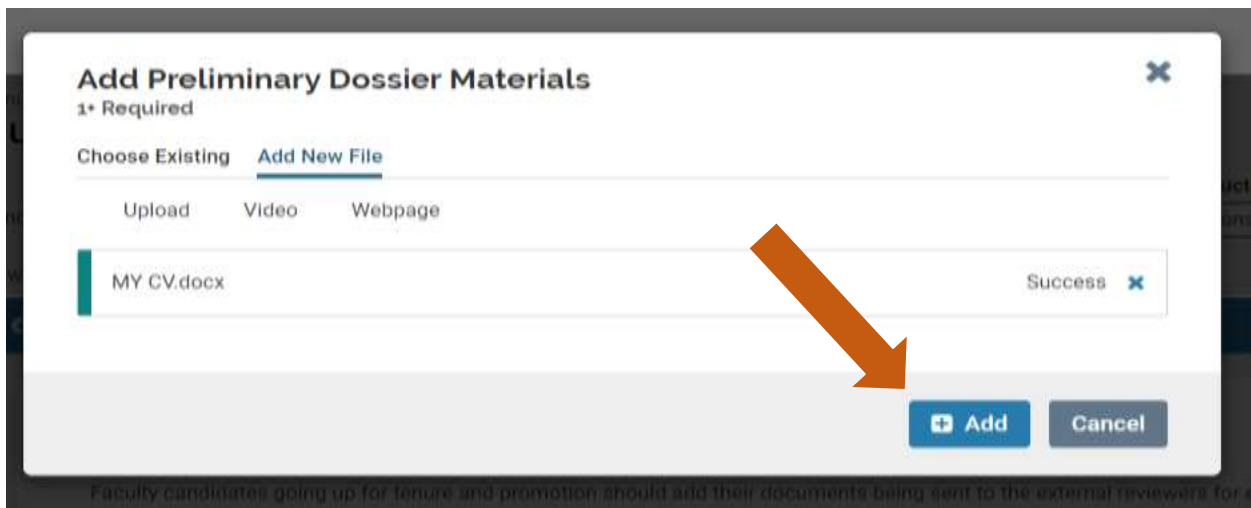 Add Preliminary Dossier Materials
1+ Required
Choose Existing Add New File
Upload Video Webpage
MY CV.docx Success
Add Cancel
Faculty candidates going up for tenure and promotion should add their documents being sent to the external reviewers for